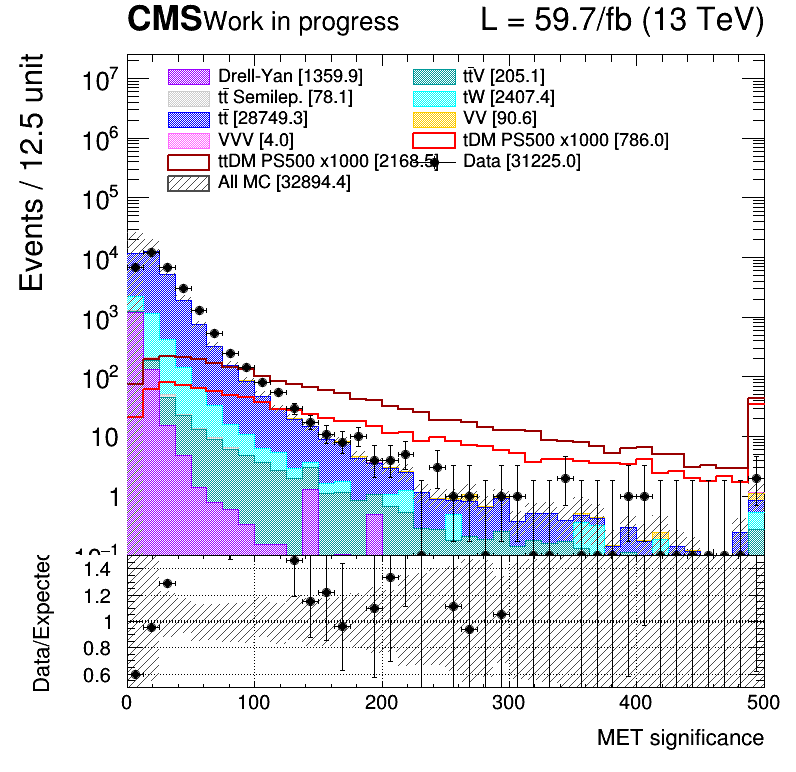 CMS Work in progress L = 59.7/fb (13 TeV)
Drell-Yan [1359.9] tt̄V [205.1]
tt̄ Semilep. [78.1] tW [2407.4]
tt̄ [28749.3] VV [90.6]
VVV [4.0] tDM PS500 x1000 [786.0]
ttDM PS500 x1000 [2168.5] Data [31225.0]
All MC [32894.4]
Events / 12.5 unit
10⁷
10⁶
10⁵
10⁴
10³
10²
10
1
10⁻¹
Data/Expected
1.4
1.2
1
0.8
0.6
0 100 200 300 400 500
MET significance